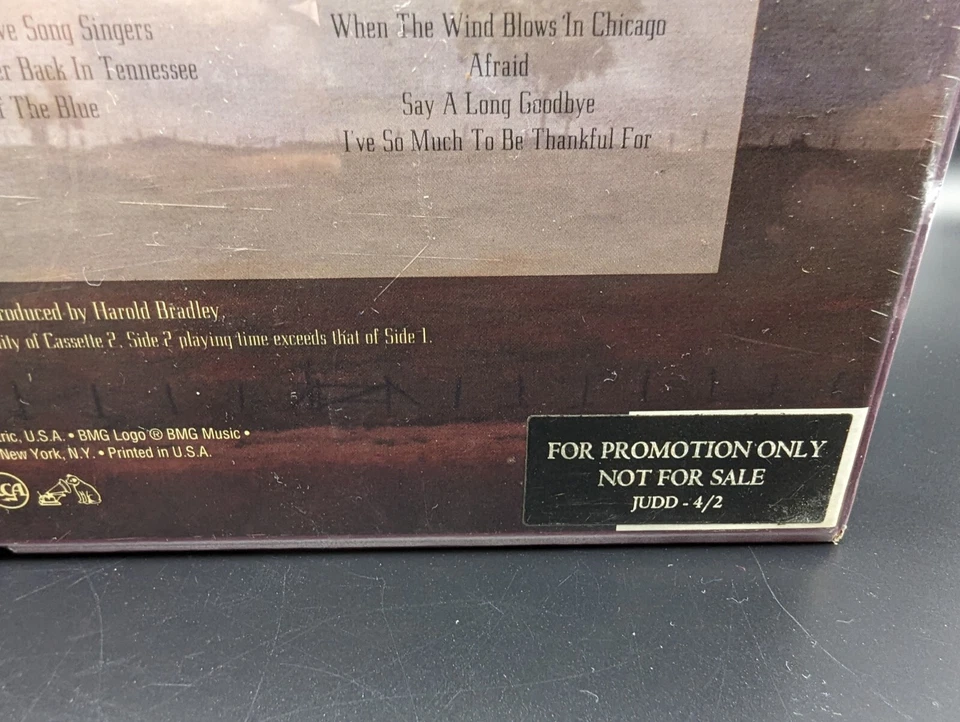 ve Song Singers
er Back In Tennessee
f The Blue
When The Wind Blows In Chicago
Afraid
Say A Long Goodbye
I've So Much To Be Thankful For
roduced by Harold Bradley
ity of Cassette 2. Side 2 playing time exceeds that of Side 1.
ric, U.S.A. • BMG Logo ® BMG Music •
New York, N.Y. • Printed in U.S.A.
CA
FOR PROMOTION ONLY
NOT FOR SALE
JUDD - 4/2